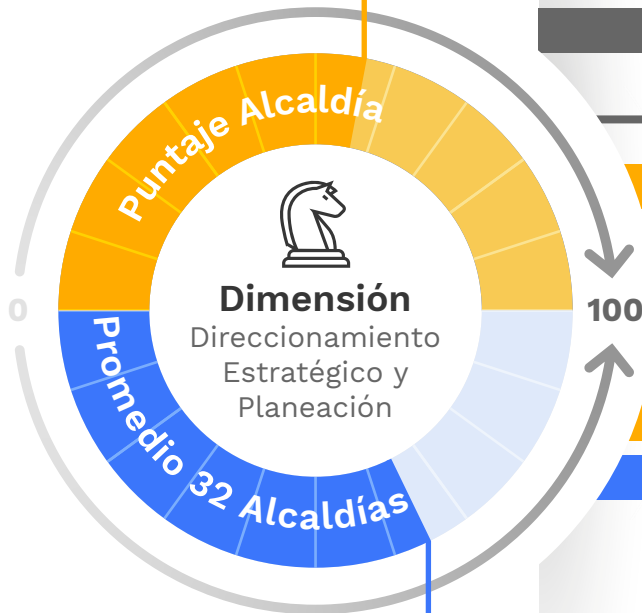 Puntaje Alcaldía
0
100
Dimensión
Direccionamiento
Estratégico y
Planeación
Promedio 32 Alcaldías